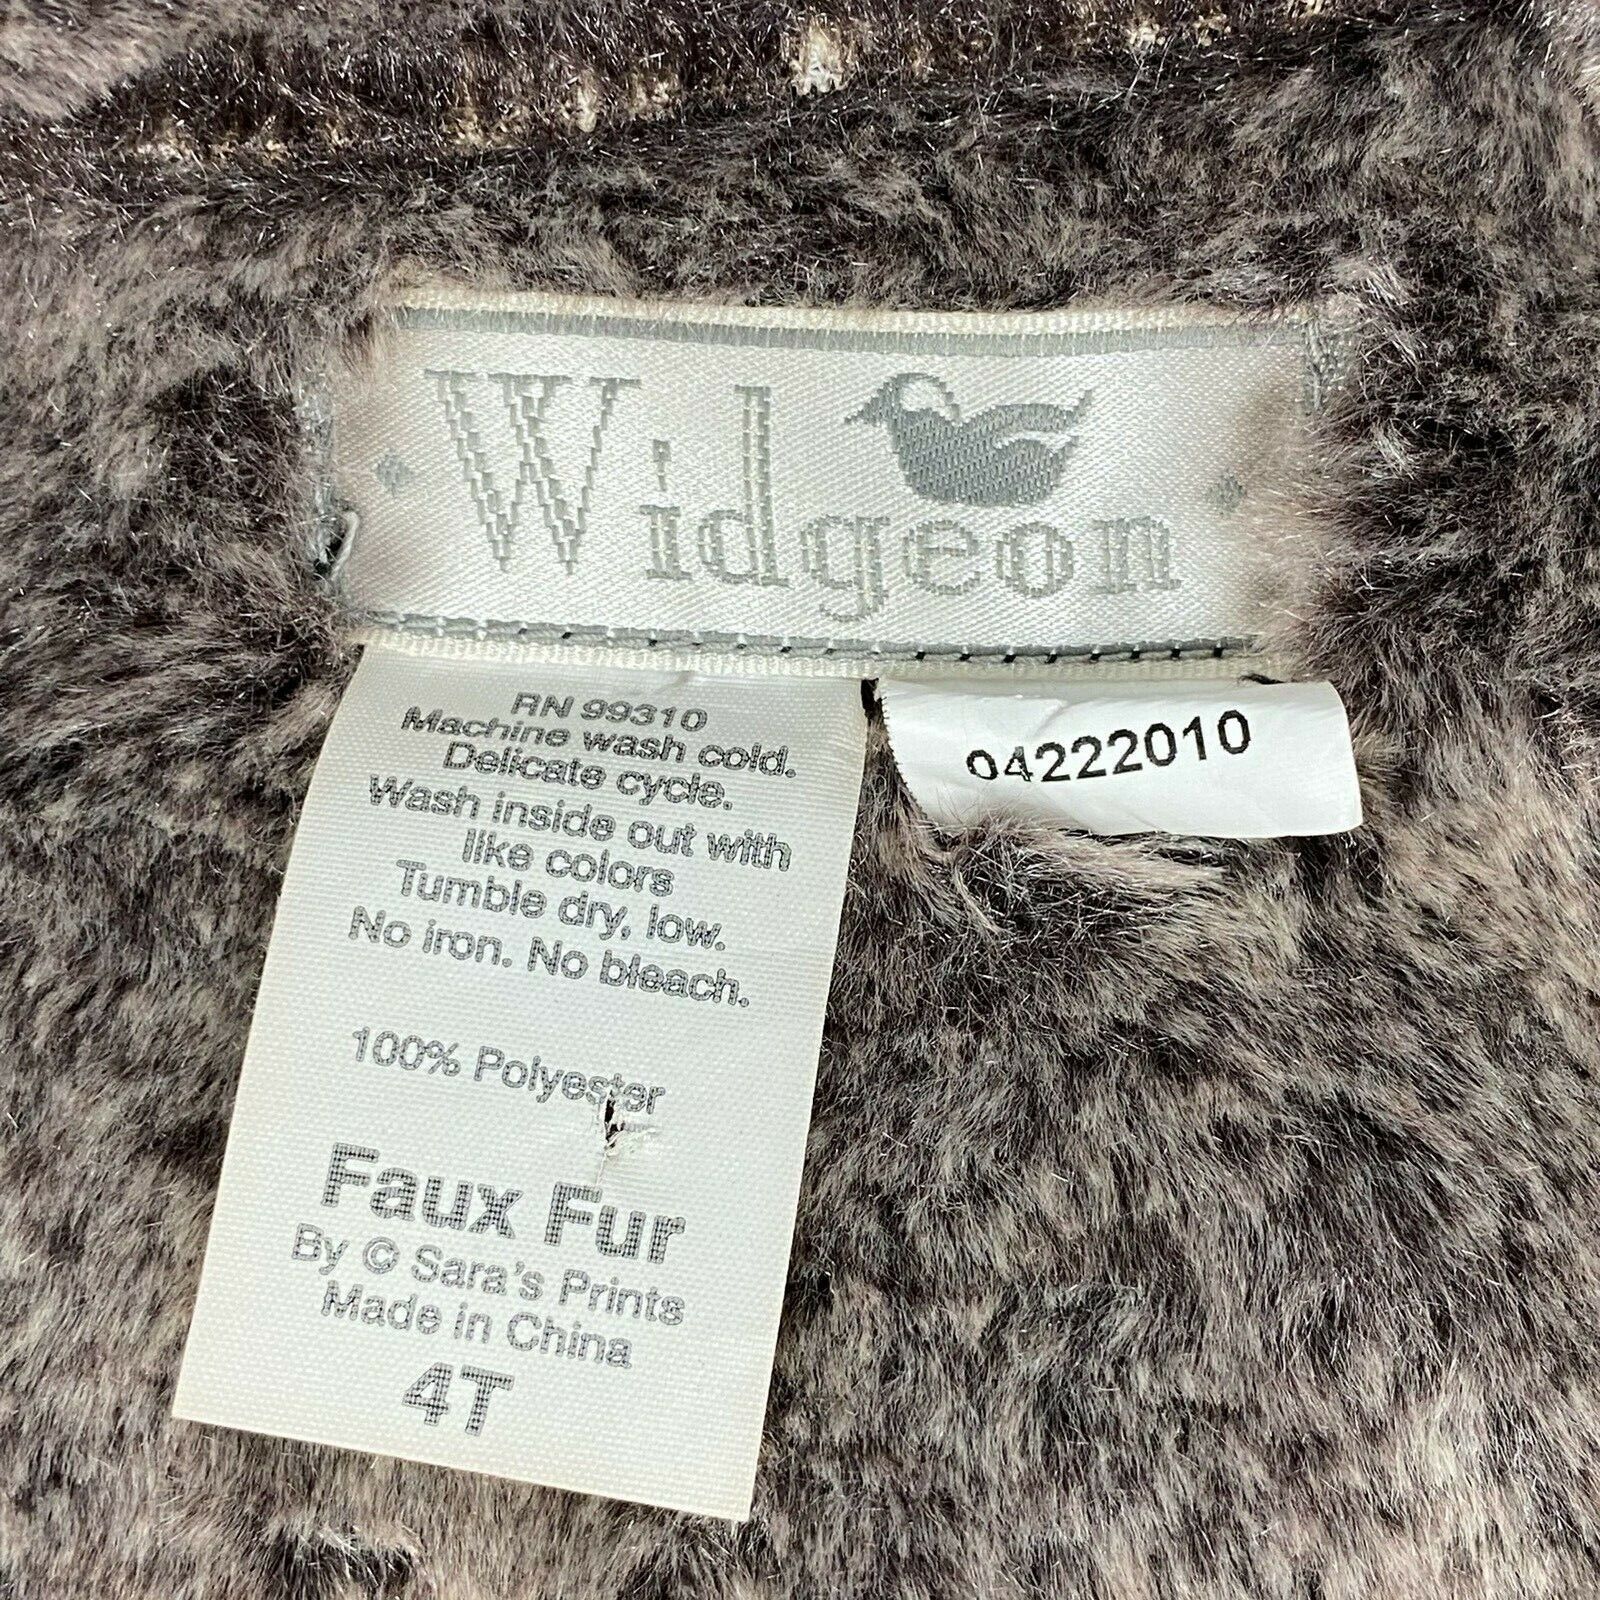 Widgeon
RN 99310
Machine wash cold.
Delicate cycle.
Wash inside out with
like colors
Tumble dry, low.
No iron. No bleach.
100% Polyester
Faux Fur
By © Sara's Prints
Made in China
4T
04222010